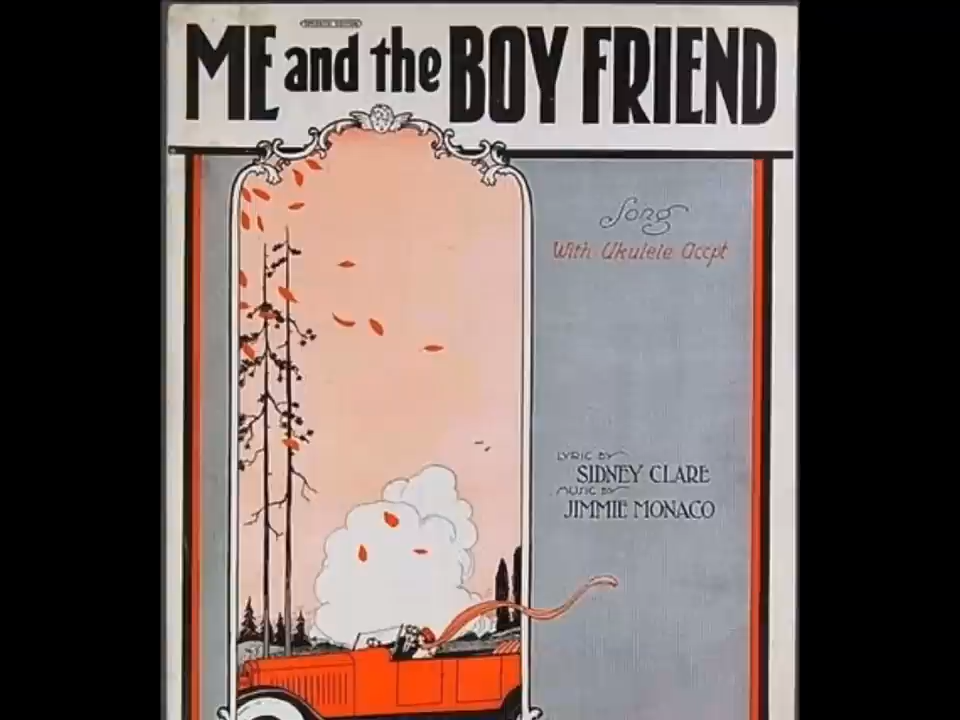 ME and the BOY FRIEND
Song
With Ukulele Accpt
LYRIC BY
SIDNEY CLARE
MUSIC BY
JIMMIE MONACO